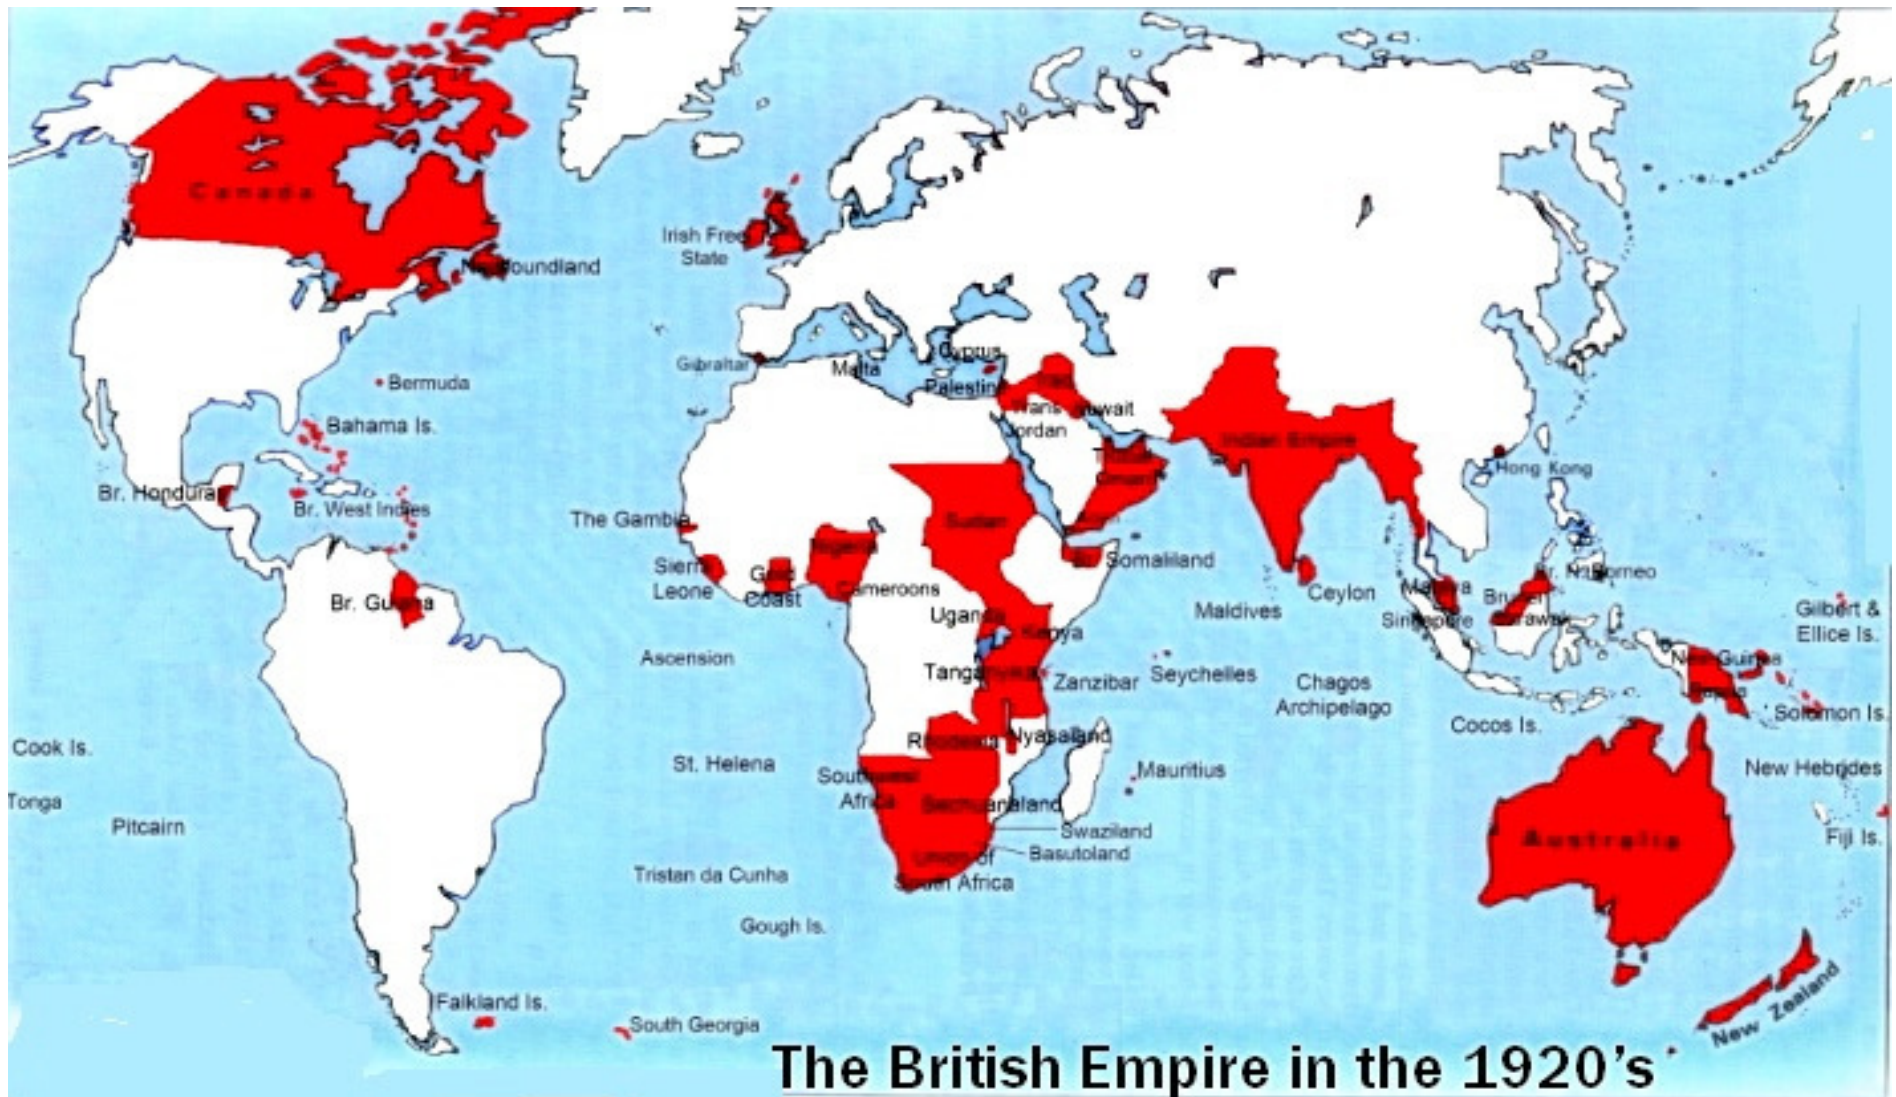 Canada
Newfoundland
Irish Free
State
Gibraltar
Malta
Cyprus
Palestine
Iraq
Trans
Jordan
Kuwait
Bermuda
Bahama Is.
Br. Honduras
Br. West Indies
Br. Guiana
The Gambia
Sierra
Leone
Gold
Coast
Nigeria
Cameroons
Sudan
Oman
Br. Somaliland
Indian Empire
Hong Kong
Uganda
Kenya
Tanganyika
Zanzibar
Seychelles
Maldives
Ceylon
Malaya
Singapore
Brunei
Sarawak
Br. N. Borneo
Gilbert &
Ellice Is.
New Guinea
Papua
Solomon Is.
Ascension
Chagos
Archipelago
Cocos Is.
Cook Is.
Tonga
Pitcairn
St. Helena
Rhodesia
Nyasaland
Southwest
Africa
Bechuanaland
Mauritius
New Hebrides
Fiji Is.
Swaziland
Basutoland
Union of
South Africa
Tristan da Cunha
Gough Is.
Australia
New Zealand
Falkland Is.
South Georgia
The British Empire in the 1920's